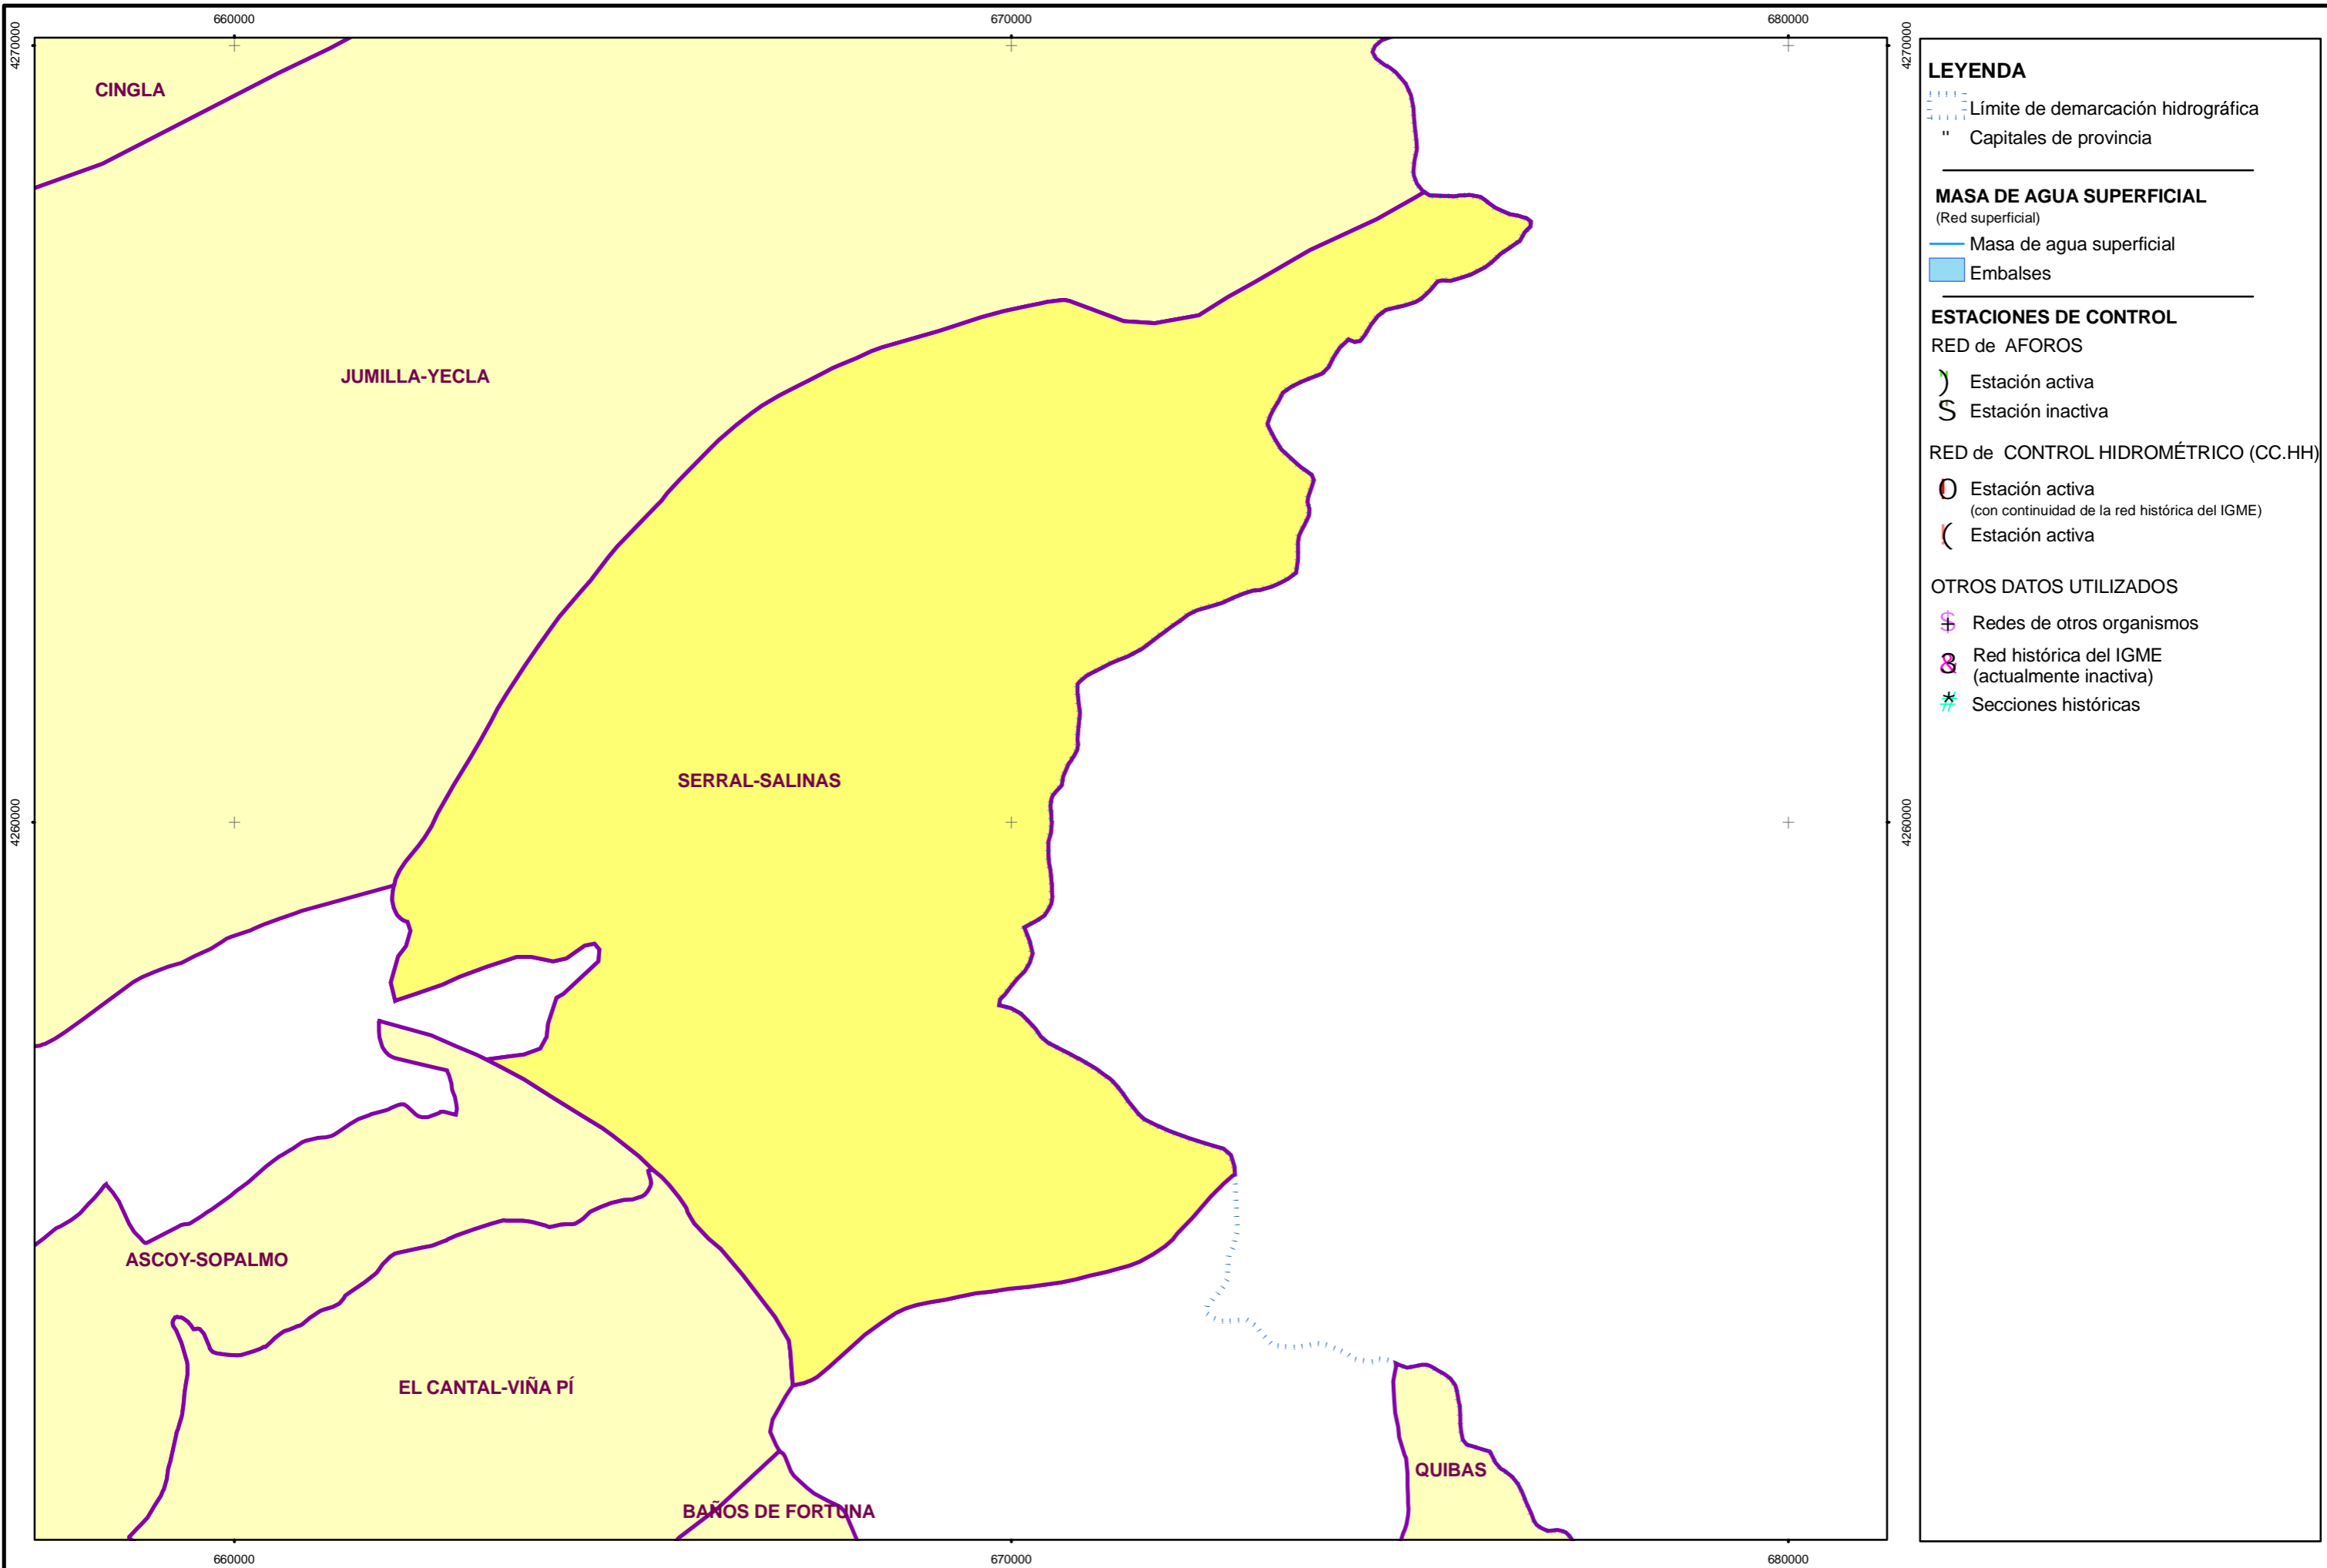 660000
670000
680000
4270000
4270000
CINGLA
JUMILLA-YECLA
SERRAL-SALINAS
4260000
4260000
ASCOY-SOPALMO
EL CANTAL-VIÑA PÍ
QUIBAS
BAÑOS DE FORTUNA
660000
670000
680000
LEYENDA
Límite de demarcación hidrográfica
" Capitales de provincia
MASA DE AGUA SUPERFICIAL
(Red superficial)
Masa de agua superficial
Embalses
ESTACIONES DE CONTROL
RED de AFOROS
) Estación activa
S Estación inactiva
RED de CONTROL HIDROMÉTRICO (CC.HH)
Estación activa
(con continuidad de la red histórica del IGME)
( Estación activa
OTROS DATOS UTILIZADOS
Redes de otros organismos
Red histórica del IGME
(actualmente inactiva)
Secciones históricas